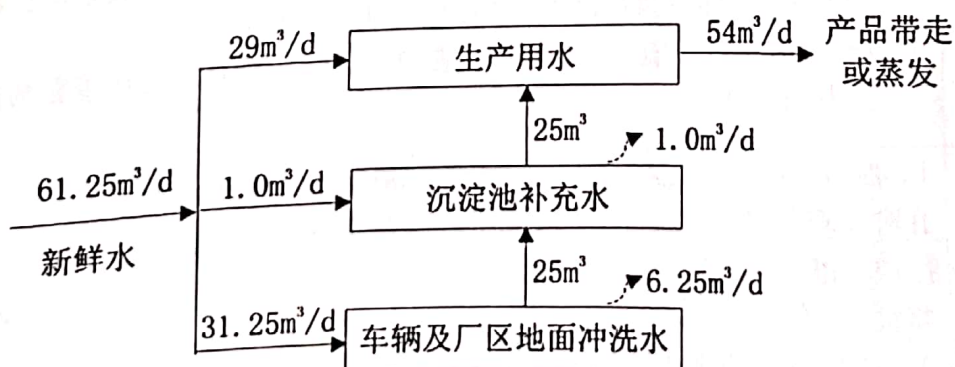 29m³/d
生产用水
54m³/d
产品带走
或蒸发
25m³
1.0m³/d
61.25m³/d
1.0m³/d
沉淀池补充水
新鲜水
25m³
6.25m³/d
31.25m³/d
车辆及厂区地面冲洗水